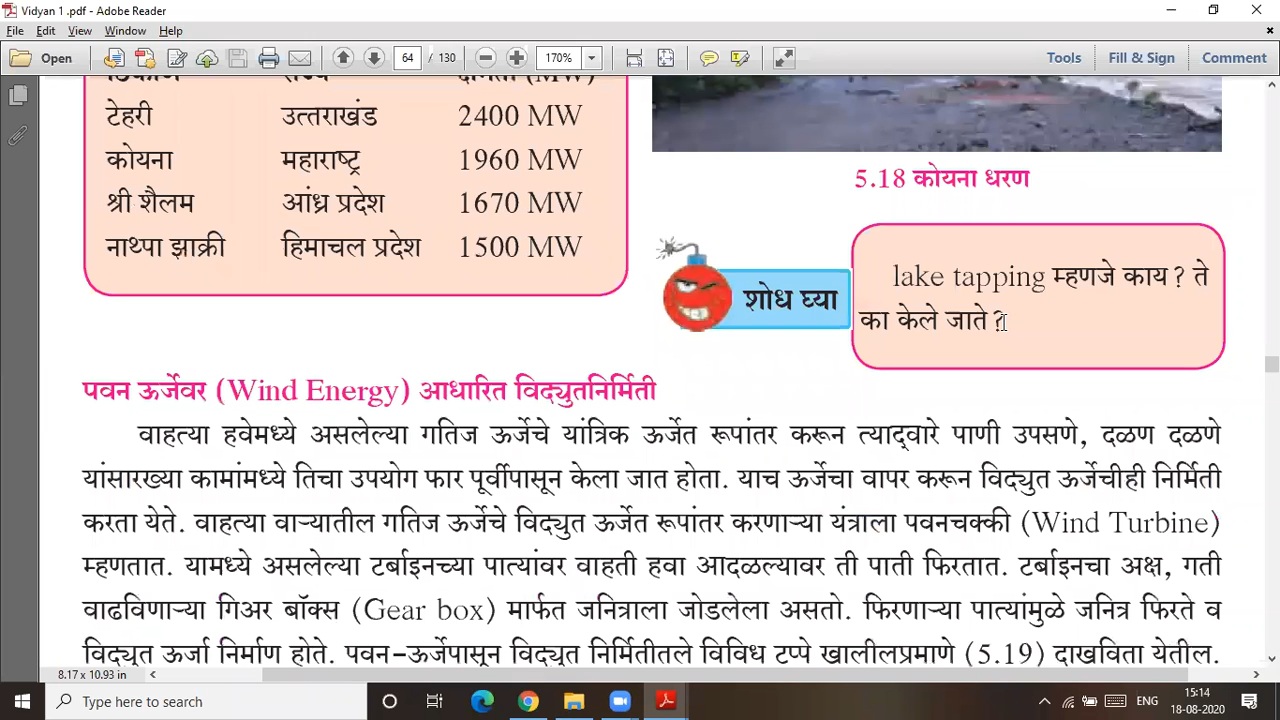 Vidyan 1 .pdf - Adobe Reader
File Edit View Window Help
Open 64 / 130 170% Tools Fill & Sign Comment
टेहरी उत्तराखंड 2400 MW
कोयना महाराष्ट्र 1960 MW
श्री शैलम आंध्र प्रदेश 1670 MW
नाथ्पा झाक्री हिमाचल प्रदेश 1500 MW
5.18 कोयना धरण
शोध घ्या
lake tapping म्हणजे काय ? ते
का केले जाते ?
पवन ऊर्जेवर (Wind Energy) आधारित विद्युतनिर्मिती
वाहत्या हवेमध्ये असलेल्या गतिज ऊर्जेचे यांत्रिक ऊर्जेत रूपांतर करून त्याद्वारे पाणी उपसणे, दळण दळणे
यांसारख्या कामांमध्ये तिचा उपयोग फार पूर्वीपासून केला जात होता. याच ऊर्जेचा वापर करून विद्युत ऊर्जेचीही निर्मिती
करता येते. वाहत्या वाऱ्यातील गतिज ऊर्जेचे विद्युत ऊर्जेत रूपांतर करणाऱ्या यंत्राला पवनचक्की (Wind Turbine)
म्हणतात. यामध्ये असलेल्या टर्बाइनच्या पात्यांवर वाहती हवा आदळल्यावर ती पाती फिरतात. टर्बाइनचा अक्ष, गती
वाढविणाऱ्या गिअर बॉक्स (Gear box) मार्फत जनित्राला जोडलेला असतो. फिरणाऱ्या पात्यांमुळे जनित्र फिरते व
विद्युत ऊर्जा निर्माण होते. पवन-ऊर्जेपासून विद्युत निर्मितीतले विविध टप्पे खालीलप्रमाणे (5.19) दाखविता येतील.
8.17 x 10.93 in
Type here to search ENG 15:14
18-08-2020